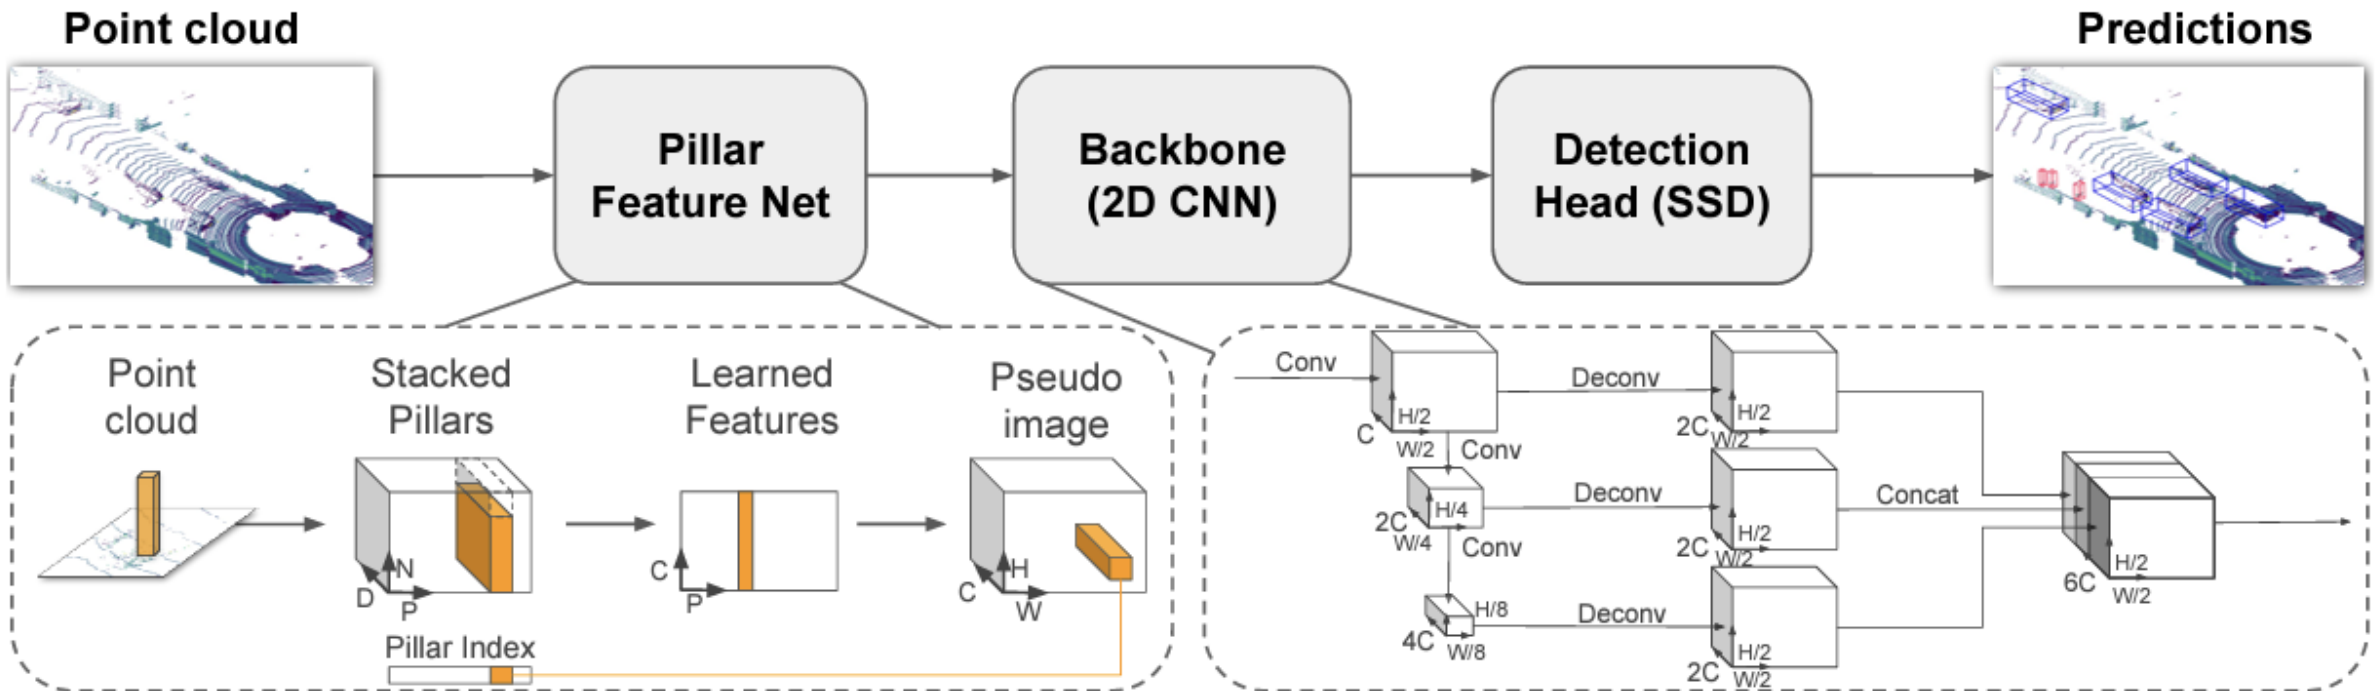 Point cloud
Predictions
Pillar
Feature Net
Backbone
(2D CNN)
Detection
Head (SSD)
Point
cloud
Stacked
Pillars
Learned
Features
Pseudo
image
N
D
P
C
P
H
C
W
Pillar Index
Conv
H/2
C
W/2
Conv
H/4
2C
W/4
Conv
H/8
4C
W/8
Deconv
H/2
2C
W/2
Deconv
H/2
2C
W/2
Deconv
H/2
2C
W/2
Concat
H/2
6C
W/2